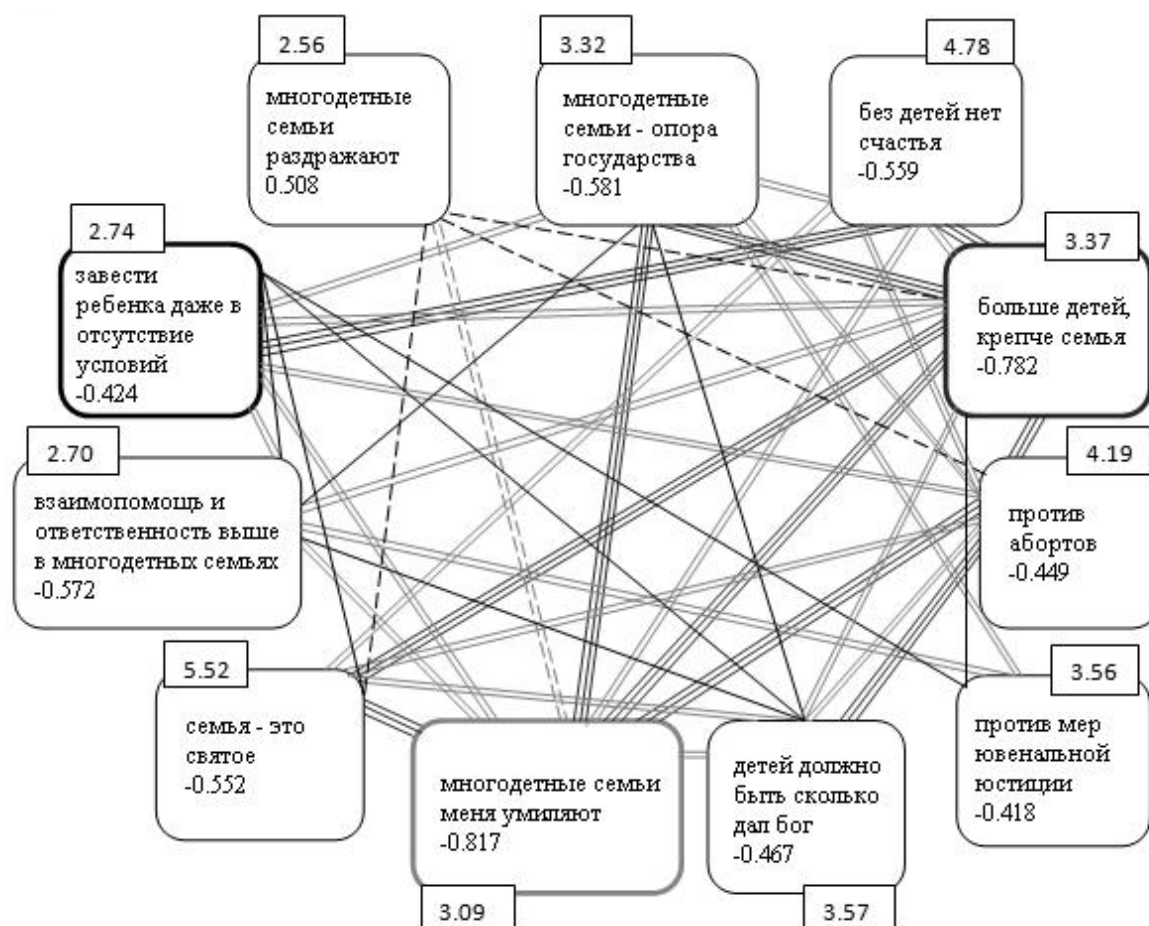 2.56
многодетные
семьи
раздражают
0.508
3.32
многодетные
семьи - опора
государства
-0.581
4.78
без детей нет
счастья
-0.559
2.74
завести
ребенка даже в
отсутствие
условий
-0.424
3.37
больше детей,
крепче семья
-0.782
2.70
взаимопомощь и
ответственность выше
в многодетных семьях
-0.572
4.19
против
абортов
-0.449
5.52
семья - это
святое
-0.552
многодетные семьи
меня умиляют
-0.817
3.09
детей должно
быть сколько
дал бог
-0.467
3.57
3.56
против мер
ювенальной
юстиции
-0.418